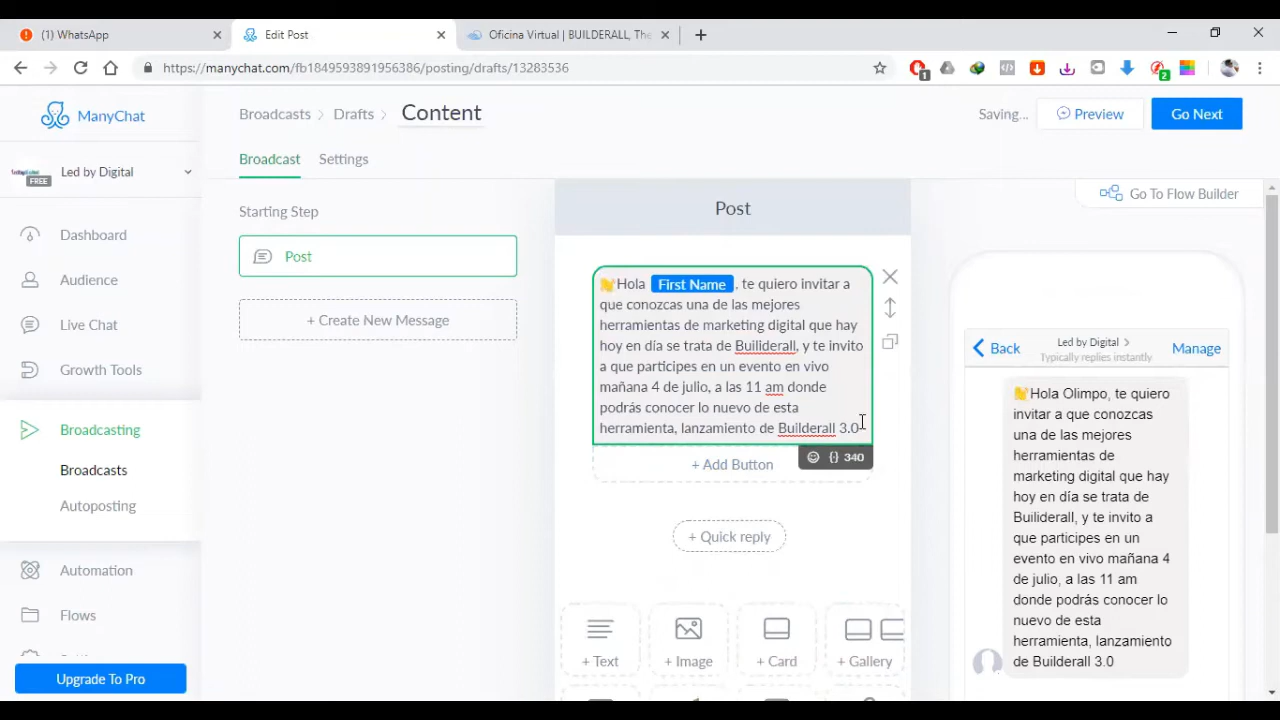 (1) WhatsApp
Edit Post
Oficina Virtual | BUILDERALL, The
https://manychat.com/fb1849593891956386/posting/drafts/13283536
1
2
ManyChat
Broadcasts
Drafts
Content
Saving...
Preview
Go Next
Led by Digital
FREE
Broadcast
Settings
Go To Flow Builder
Dashboard
Audience
Live Chat
Growth Tools
Broadcasting
Broadcasts
Autoposting
Automation
Flows
Upgrade To Pro
Starting Step
Post
+ Create New Message
Post
Hola First Name , te quiero invitar a
que conozcas una de las mejores
herramientas de marketing digital que hay
hoy en día se trata de Builiderall, y te invito
a que participes en un evento en vivo
mañana 4 de julio, a las 11 am donde
podrás conocer lo nuevo de esta
herramienta, lanzamiento de Builderall 3.0
{} 340
+ Add Button
+ Quick reply
+ Text
+ Image
+ Card
+ Gallery
Back
Led by Digital
Typically replies instantly
Manage
Hola Olimpo, te quiero
invitar a que conozcas
una de las mejores
herramientas de
marketing digital que hay
hoy en día se trata de
Builiderall, y te invito a
que participes en un
evento en vivo mañana 4
de julio, a las 11 am
donde podrás conocer lo
nuevo de esta
herramienta, lanzamiento
de Builderall 3.0